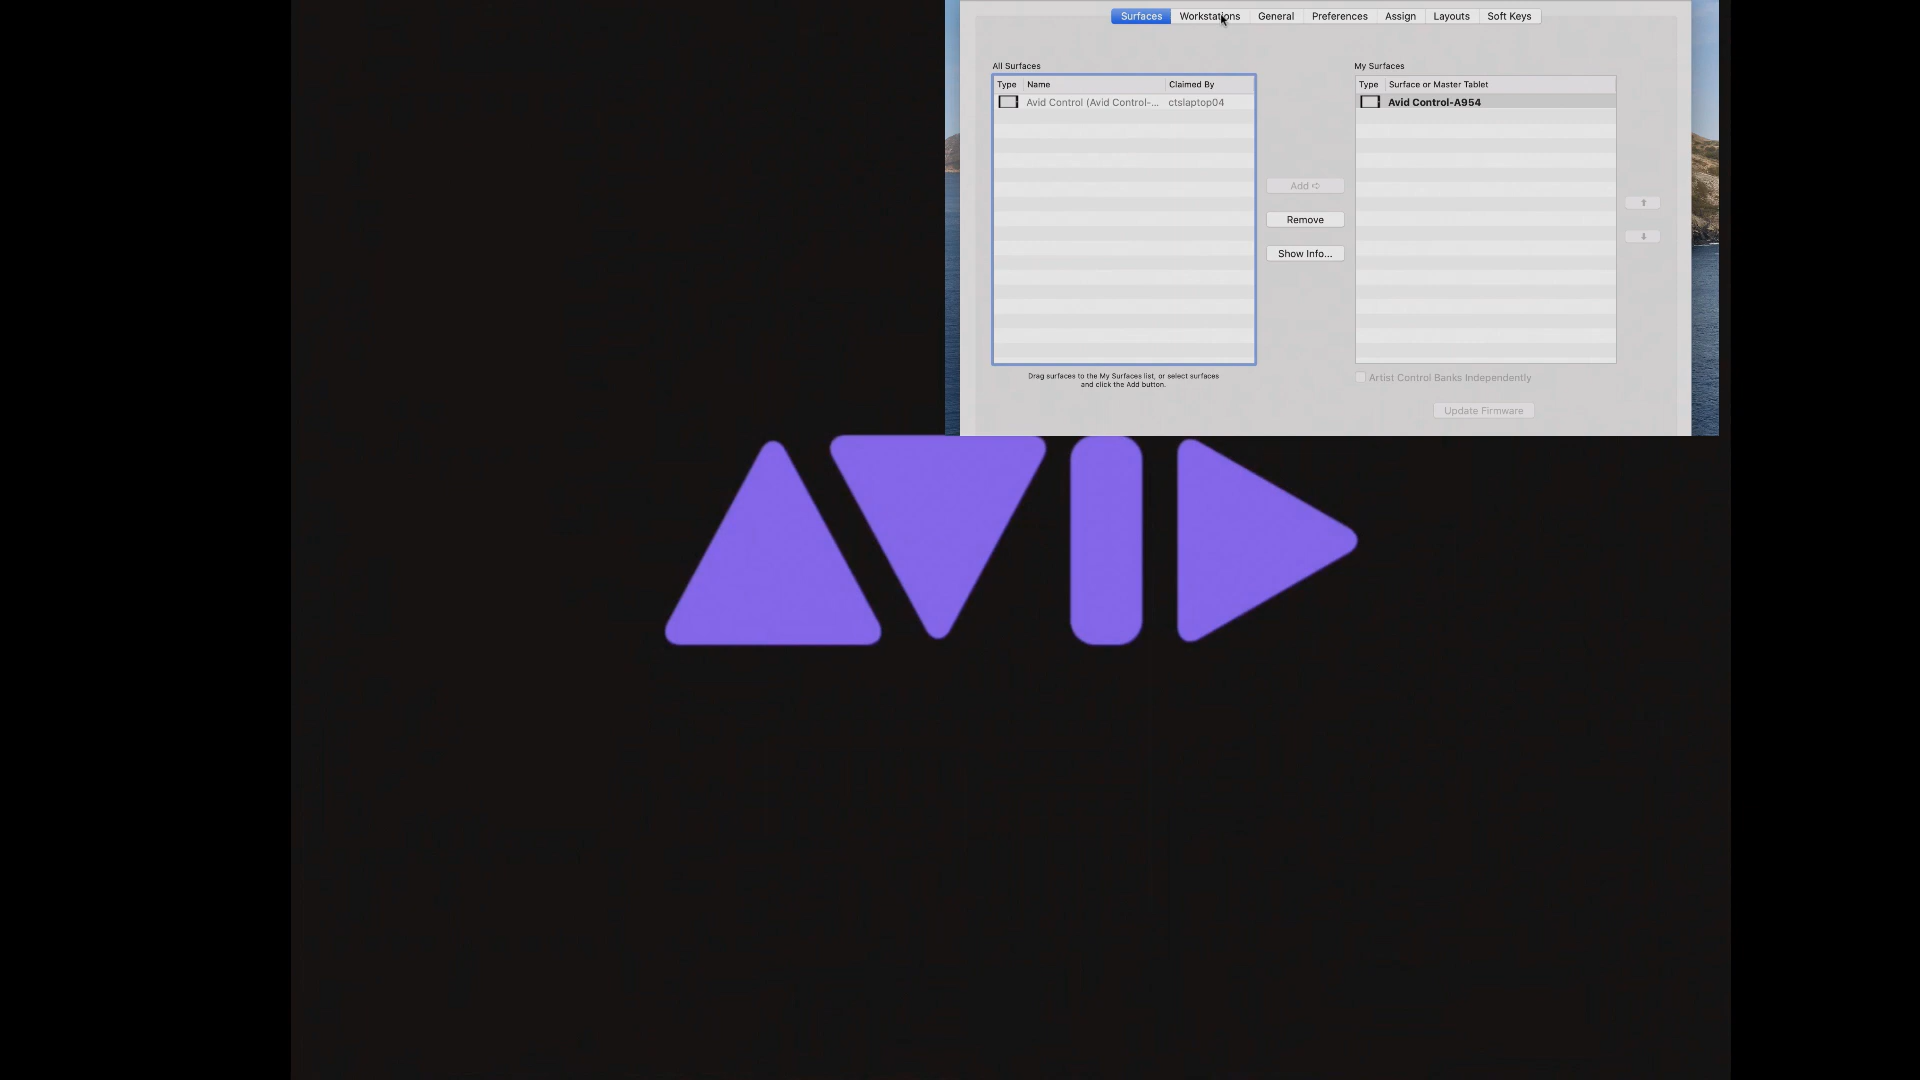 Surfaces Workstations General Preferences Assign Layouts Soft Keys
All Surfaces
Type Name Claimed By
Avid Control (Avid Control-... ctslaptop04
Drag surfaces to the My Surfaces list, or select surfaces
and click the Add button.
Add
Remove
Show Info...
My Surfaces
Type Surface or Master Tablet
Avid Control-A954
Artist Control Banks Independently
Update Firmware
AVID